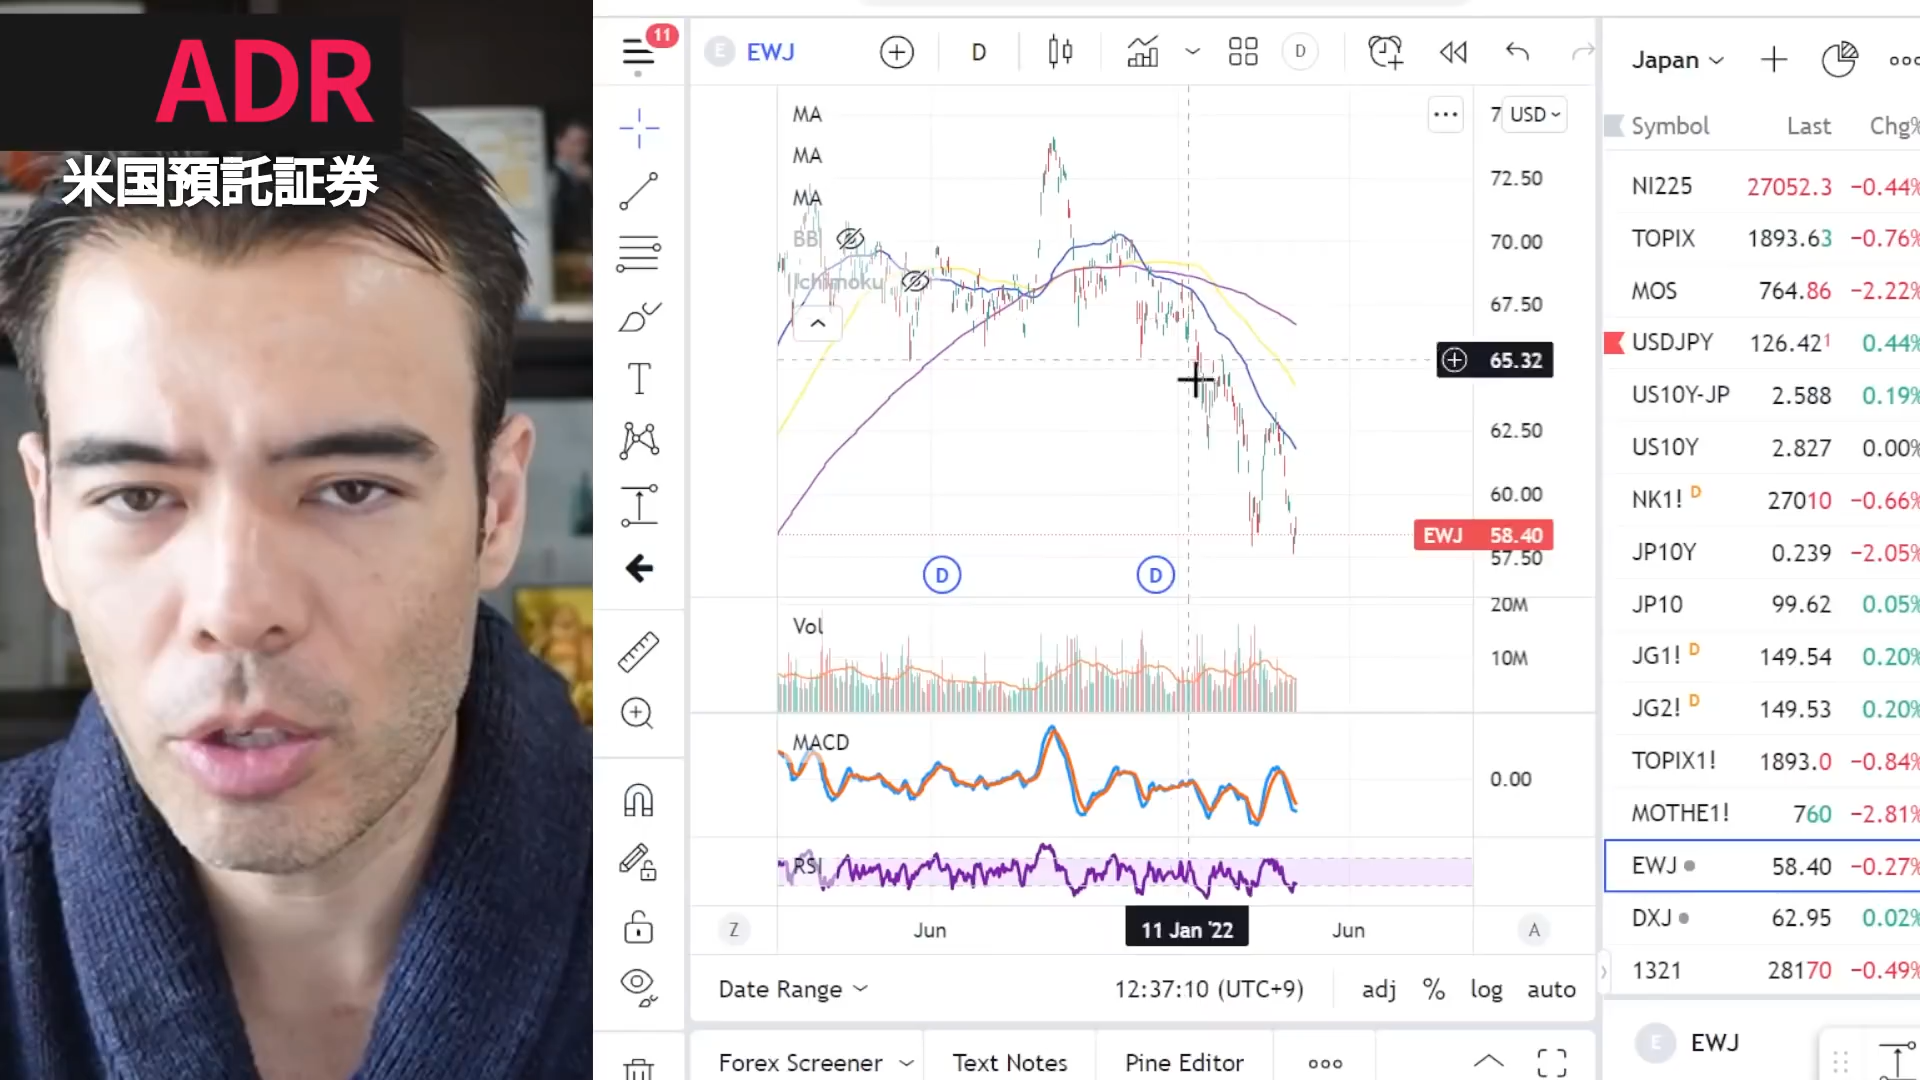 ADR
米国預託証券
11
E EWJ
D
D
Japan
MA
MA
MA
BB
Ichimoku
7
USD
72.50
70.00
67.50
65.32
62.50
60.00
EWJ 58.40
57.50
D
D
Vol
20M
10M
MACD
0.00
RSI
Z
Jun
11 Jan '22
Jun
A
Date Range
12:37:10 (UTC+9)
adj % log auto
Forex Screener
Text Notes
Pine Editor
Symbol Last Chg%
NI225 27052.3 −0.44%
TOPIX 1893.63 −0.76%
MOS 764.86 −2.22%
USDJPY 126.421 0.44%
US10Y-JP 2.588 0.19%
US10Y 2.827 0.00%
NK1! D 27010 −0.66%
JP10Y 0.239 −2.05%
JP10 99.62 0.05%
JG1! D 149.54 0.20%
JG2! D 149.53 0.20%
TOPIX1! 1893.0 −0.84%
MOTHE1! 760 −2.81%
EWJ 58.40 −0.27%
DXJ 62.95 0.02%
1321 28170 −0.49%
E EWJ